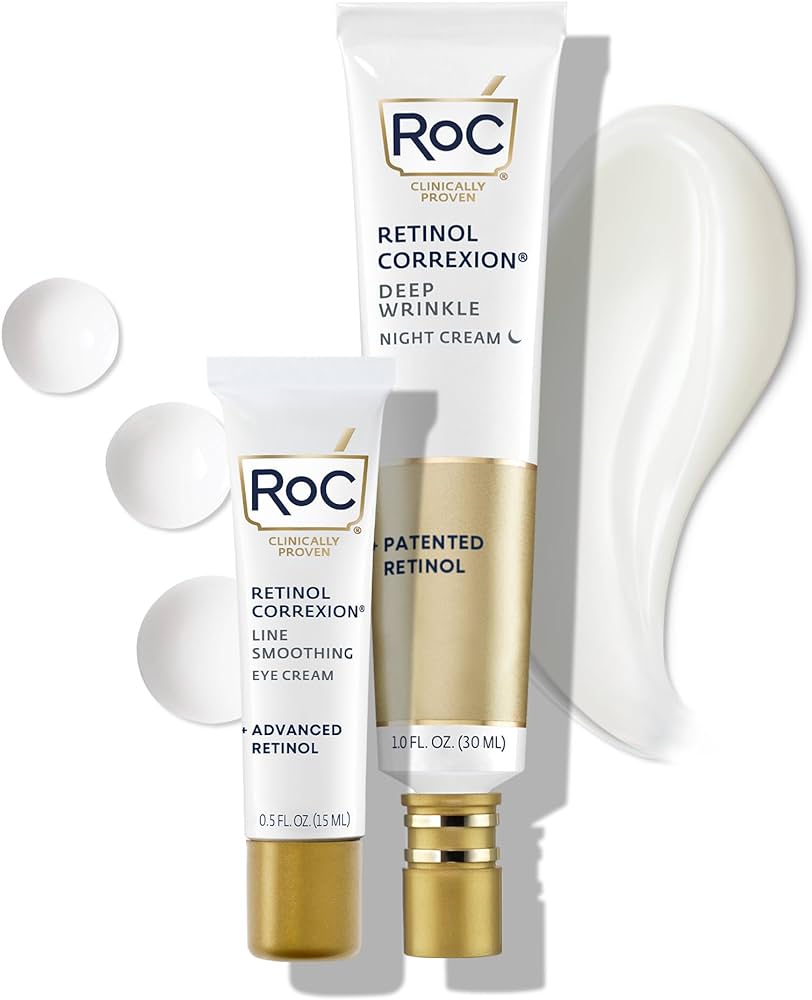 RoC
®
CLINICALLY
PROVEN
RETINOL
CORREXION®
DEEP
WRINKLE
NIGHT CREAM
+ PATENTED
RETINOL
1.0 FL. OZ. (30 ML)
RoC
®
CLINICALLY
PROVEN
RETINOL
CORREXION®
LINE
SMOOTHING
EYE CREAM
+ ADVANCED
RETINOL
0.5 FL. OZ. (15 ML)